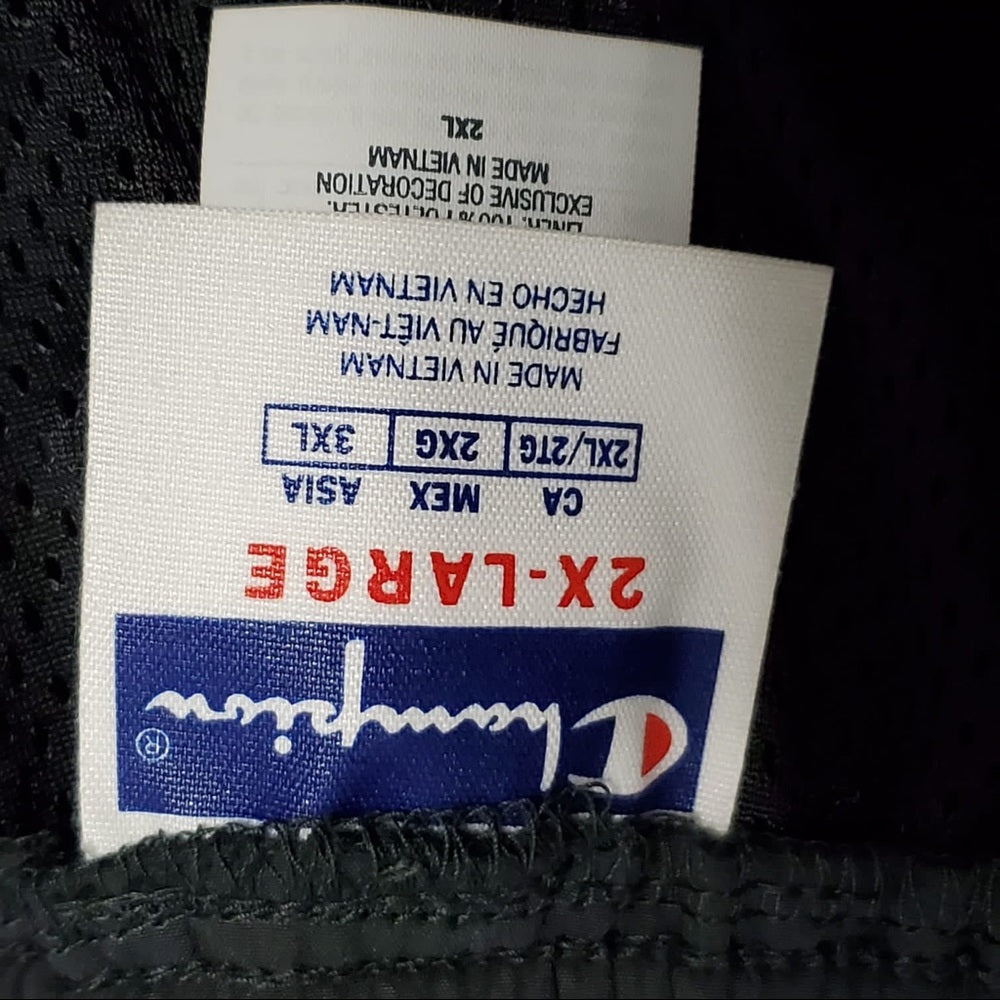 Champion ®
2X-LARGE
CA MEX ASIA
2XL/2TG 2XG 3XL
MADE IN VIETNAM
FABRIQUÉ AU VIÊT-NAM
HECHO EN VIETNAM
LINER: 100% POLYESTER.
EXCLUSIVE OF DECORATION
MADE IN VIETNAM
2XL